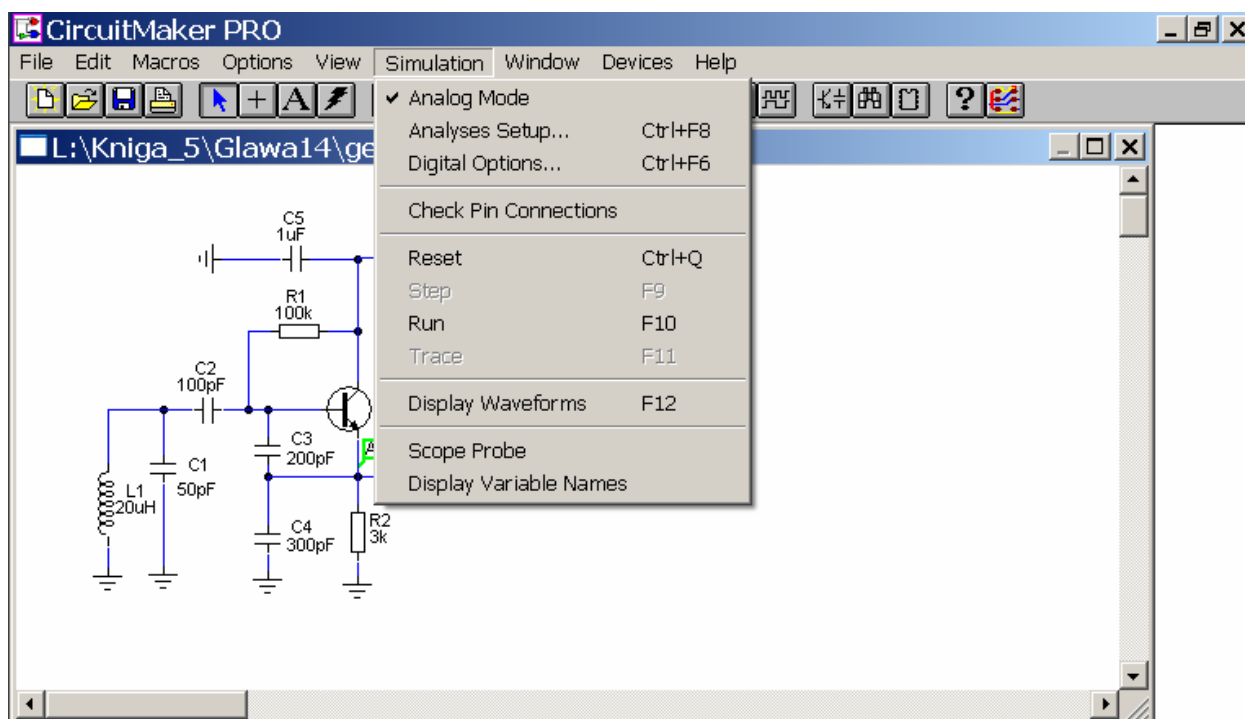 CircuitMaker PRO
File Edit Macros Options View Simulation Window Devices Help
Analog Mode
Analyses Setup... Ctrl+F8
Digital Options... Ctrl+F6
Check Pin Connections
Reset Ctrl+Q
Step F9
Run F10
Trace F11
Display Waveforms F12
Scope Probe
Display Variable Names
A
?
L:\Kniga_5\Glawa14\ge
C5
1uF
R1
100k
C2
100pF
C3
200pF
A
C1
50pF
L1
20uH
C4
300pF
R2
3k